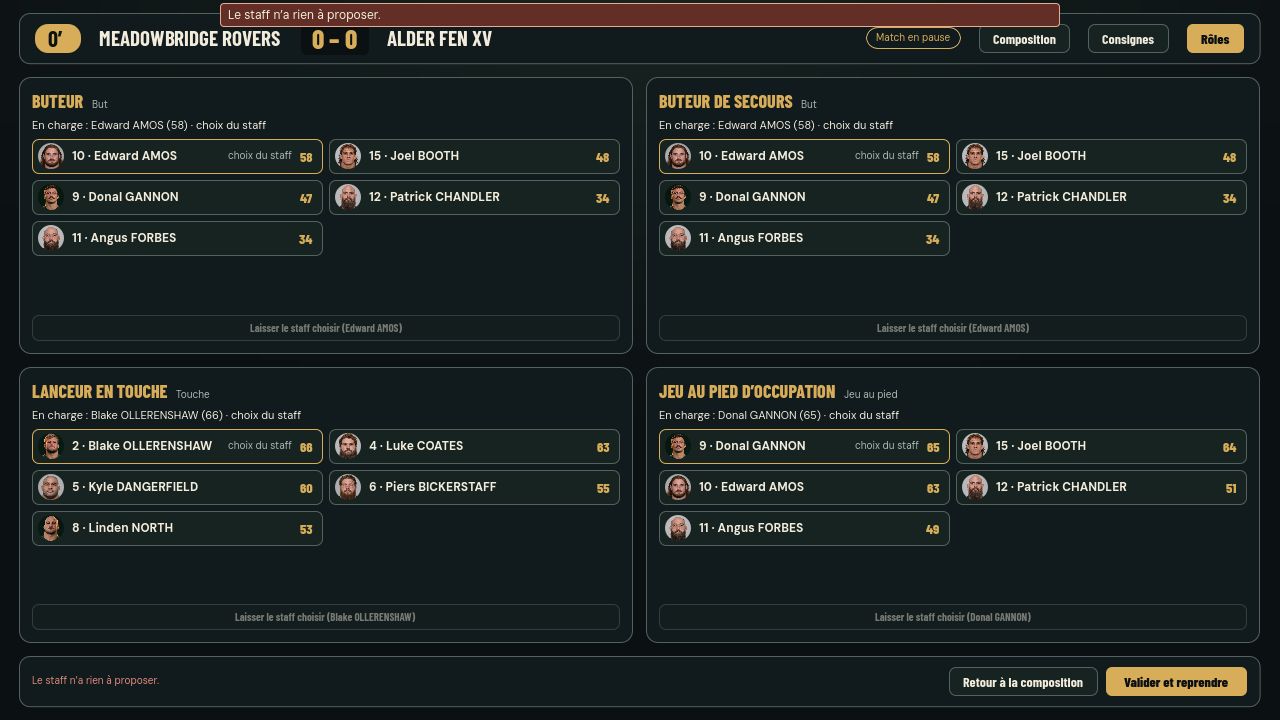 Le staff n'a rien à proposer.
0' MEADOWBRIDGE ROVERS 0 – 0 ALDER FEN XV Match en pause Composition Consignes Rôles
BUTEUR But
En charge : Edward AMOS (58) · choix du staff
10 · Edward AMOS choix du staff 58
15 · Joel BOOTH 48
9 · Donal GANNON 47
12 · Patrick CHANDLER 34
11 · Angus FORBES 34
Laisser le staff choisir (Edward AMOS)
BUTEUR DE SECOURS But
En charge : Edward AMOS (58) · choix du staff
10 · Edward AMOS choix du staff 58
15 · Joel BOOTH 48
9 · Donal GANNON 47
12 · Patrick CHANDLER 34
11 · Angus FORBES 34
Laisser le staff choisir (Edward AMOS)
LANCEUR EN TOUCHE Touche
En charge : Blake OLLERENSHAW (66) · choix du staff
2 · Blake OLLERENSHAW choix du staff 66
4 · Luke COATES 63
5 · Kyle DANGERFIELD 60
6 · Piers BICKERSTAFF 55
8 · Linden NORTH 53
Laisser le staff choisir (Blake OLLERENSHAW)
JEU AU PIED D'OCCUPATION Jeu au pied
En charge : Donal GANNON (65) · choix du staff
9 · Donal GANNON choix du staff 65
15 · Joel BOOTH 64
10 · Edward AMOS 63
12 · Patrick CHANDLER 51
11 · Angus FORBES 49
Laisser le staff choisir (Donal GANNON)
Le staff n'a rien à proposer.
Retour à la composition
Valider et reprendre